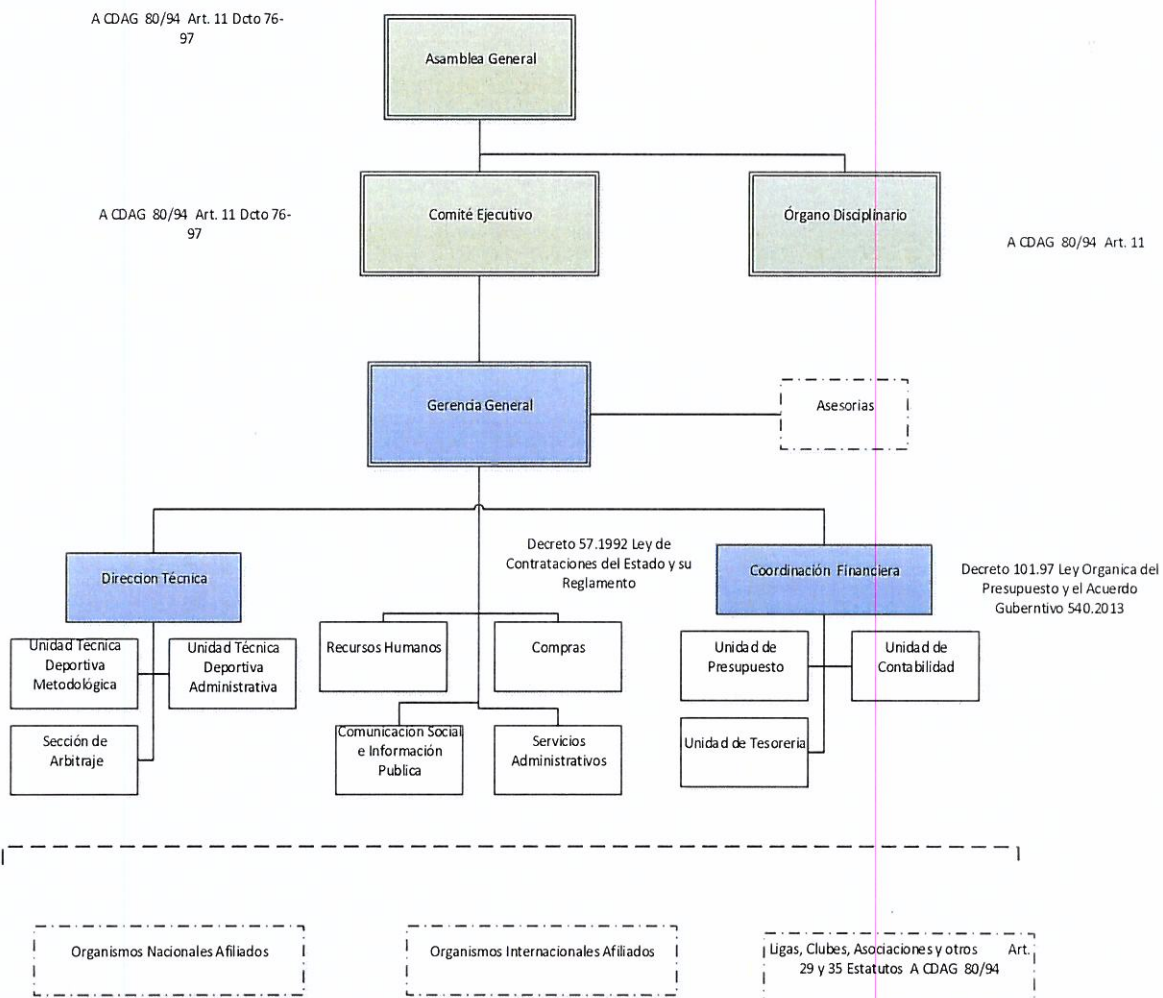 A CDAG 80/94 Art. 11 Dcto 76-
97
Asamblea General
A CDAG 80/94 Art. 11 Dcto 76-
97
Comité Ejecutivo
Órgano Disciplinario
A CDAG 80/94 Art. 11
Gerencia General
Asesorias
Direccion Técnica
Decreto 57.1992 Ley de
Contrataciones del Estado y su
Reglamento
Coordinación Financiera
Decreto 101.97 Ley Organica del
Presupuesto y el Acuerdo
Guberntivo 540.2013
Unidad Tecnica
Deportiva
Metodológica
Unidad Técnica
Deportiva
Administrativa
Recursos Humanos
Compras
Unidad de
Presupuesto
Unidad de
Contabilidad
Sección de
Arbitraje
Comunicación Social
e Información
Publica
Servicios
Administrativos
Unidad de Tesoreria
Organismos Nacionales Afiliados
Organismos Internacionales Afiliados
Ligas, Clubes, Asociaciones y otros Art.
29 y 35 Estatutos A CDAG 80/94